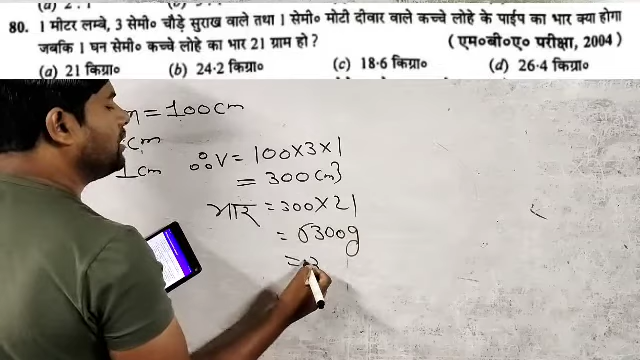 80. 1 मीटर लम्बे, 3 सेमी० चौड़े सुराख वाले तथा 1 सेमी० मोटी दीवार वाले कच्चे लोहे के पाईप का भार क्या होगा
जबकि 1 घन सेमी० कच्चे लोहे का भार 21 ग्राम हो ? ( एम०बी०ए० परीक्षा, 2004 )
(a) 21 किग्रा० (b) 24·2 किग्रा० (c) 18·6 किग्रा० (d) 26·4 किग्रा०
m = 100cm
cm
1cm
∴ V = 100×3×1
= 300cm3
भार = 300×21
= 6300g
=